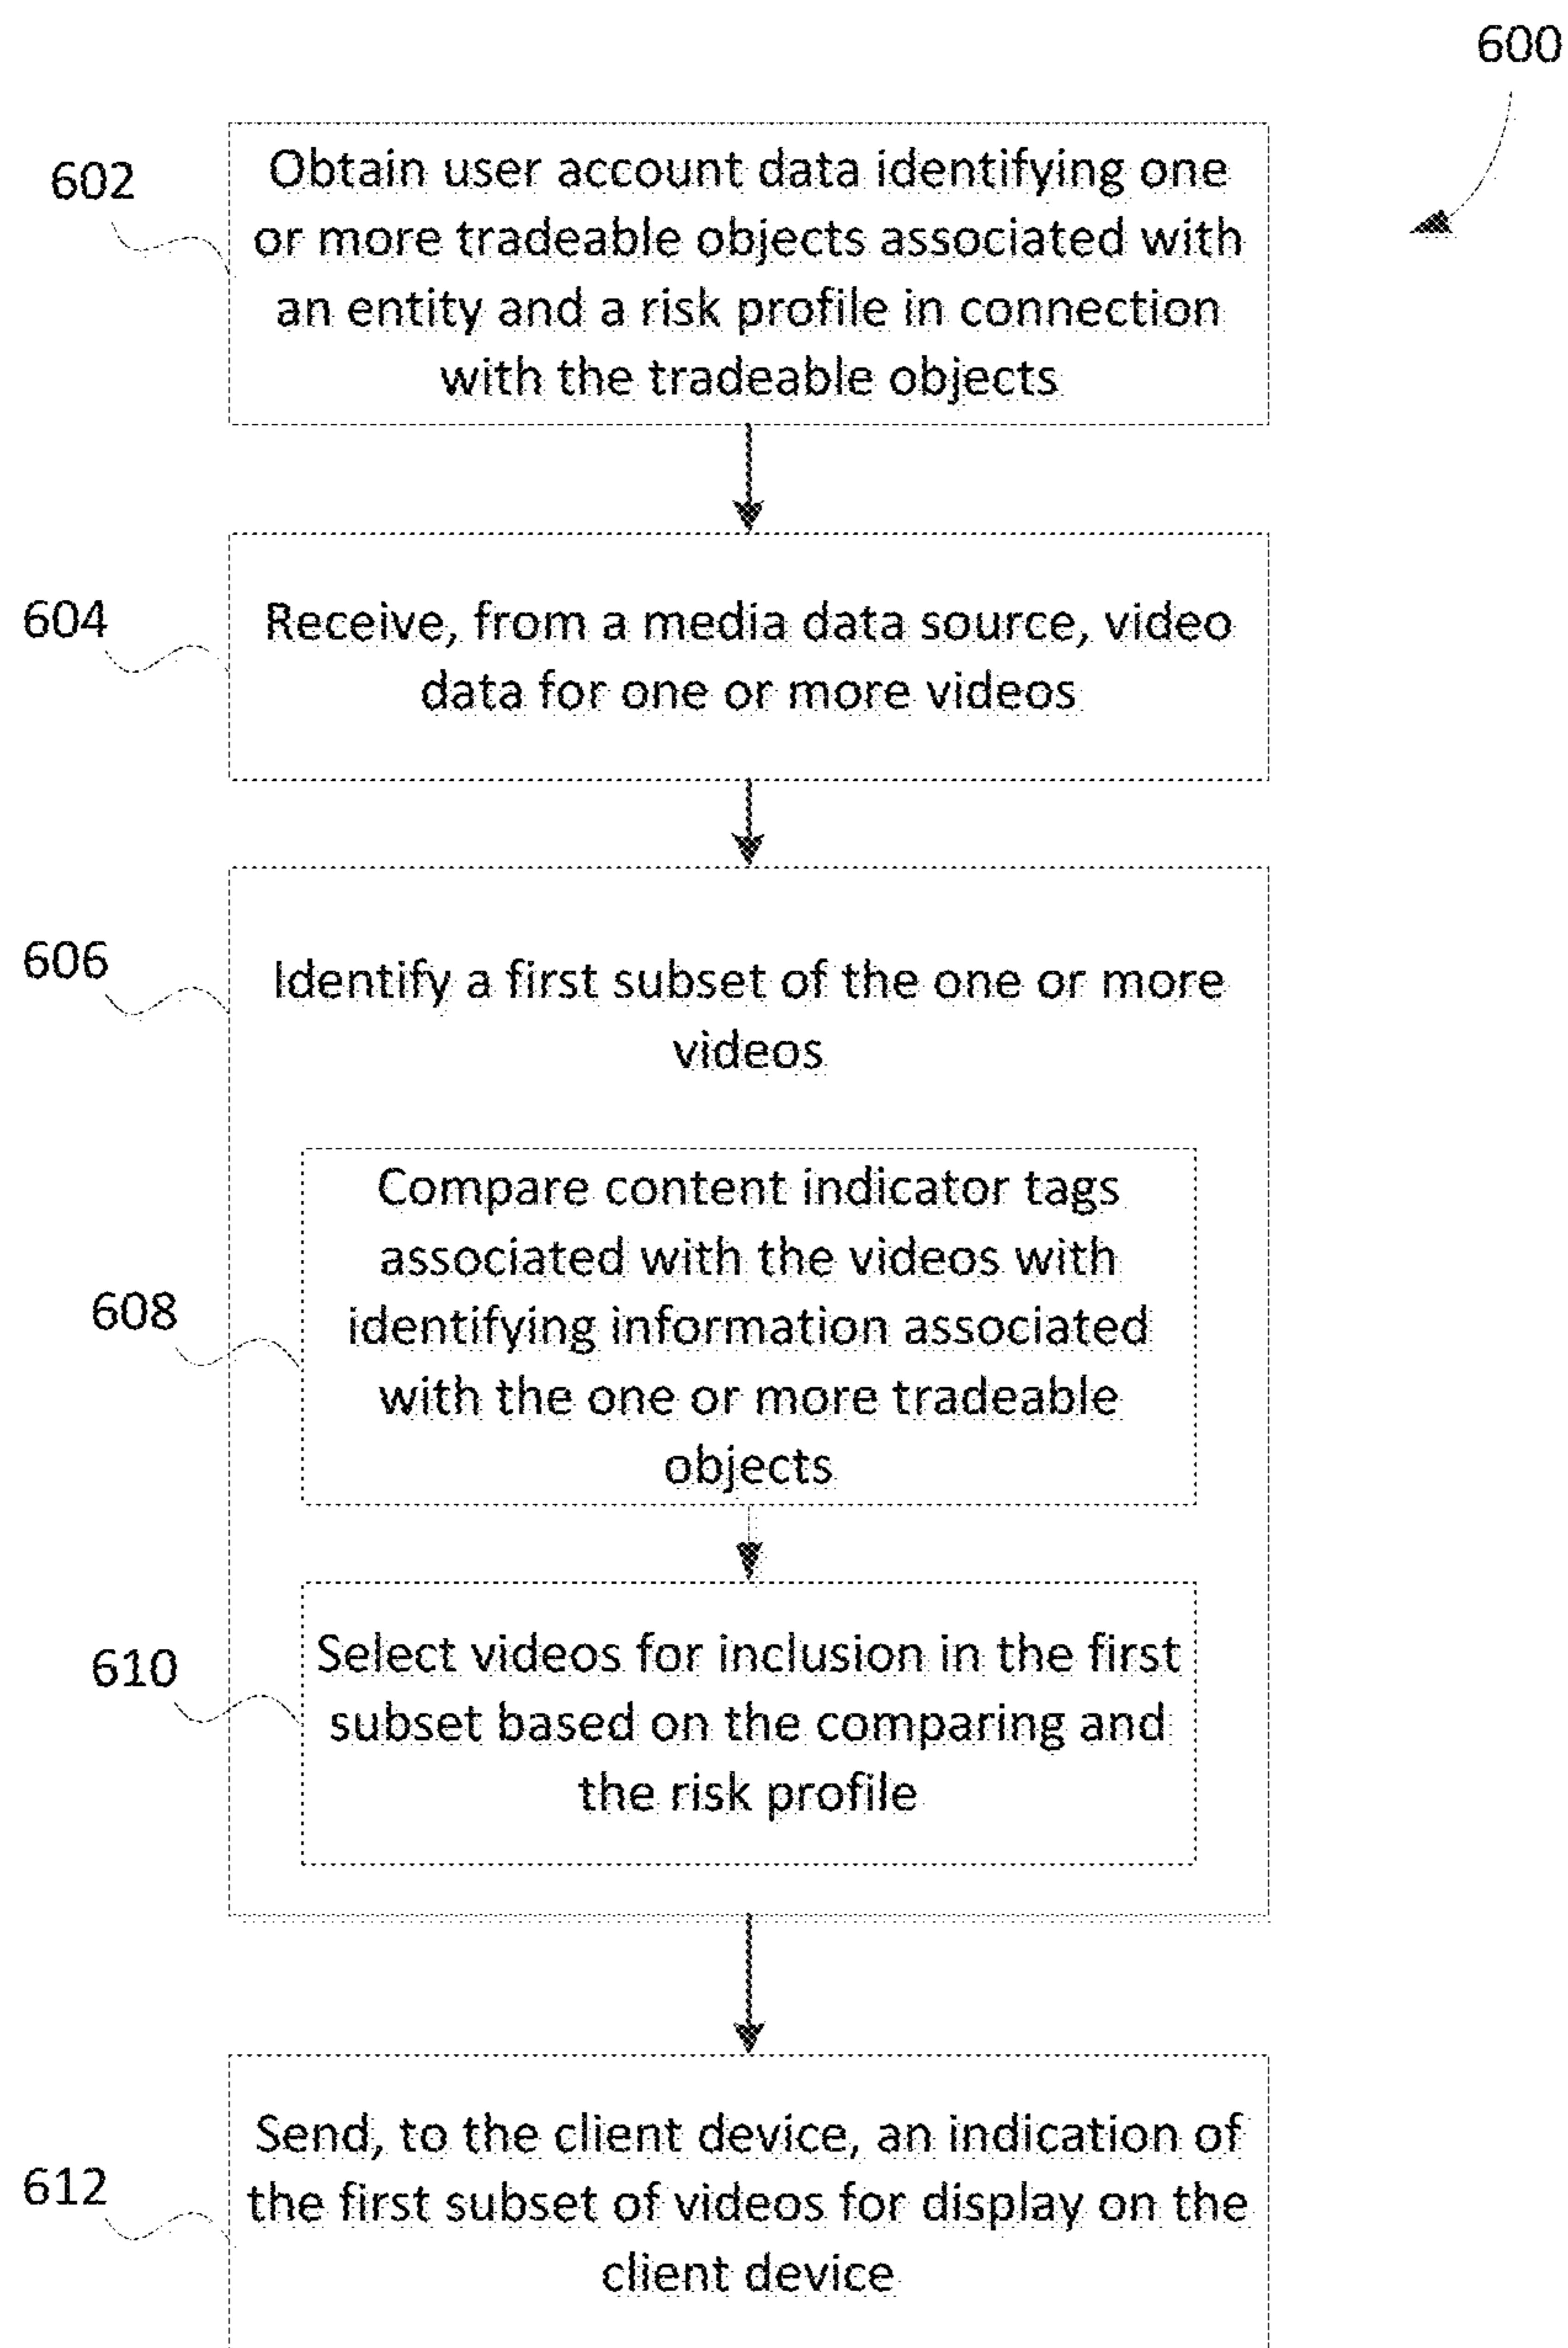 600
602
Obtain user account data identifying one
or more tradeable objects associated with
an entity and a risk profile in connection
with the tradeable objects
604
Receive, from a media data source, video
data for one or more videos
606
Identify a first subset of the one or more
videos
608
Compare content indicator tags
associated with the videos with
identifying information associated
with the one or more tradeable
objects
610
Select videos for inclusion in the first
subset based on the comparing and
the risk profile
612
Send, to the client device, an indication of
the first subset of videos for display on the
client device